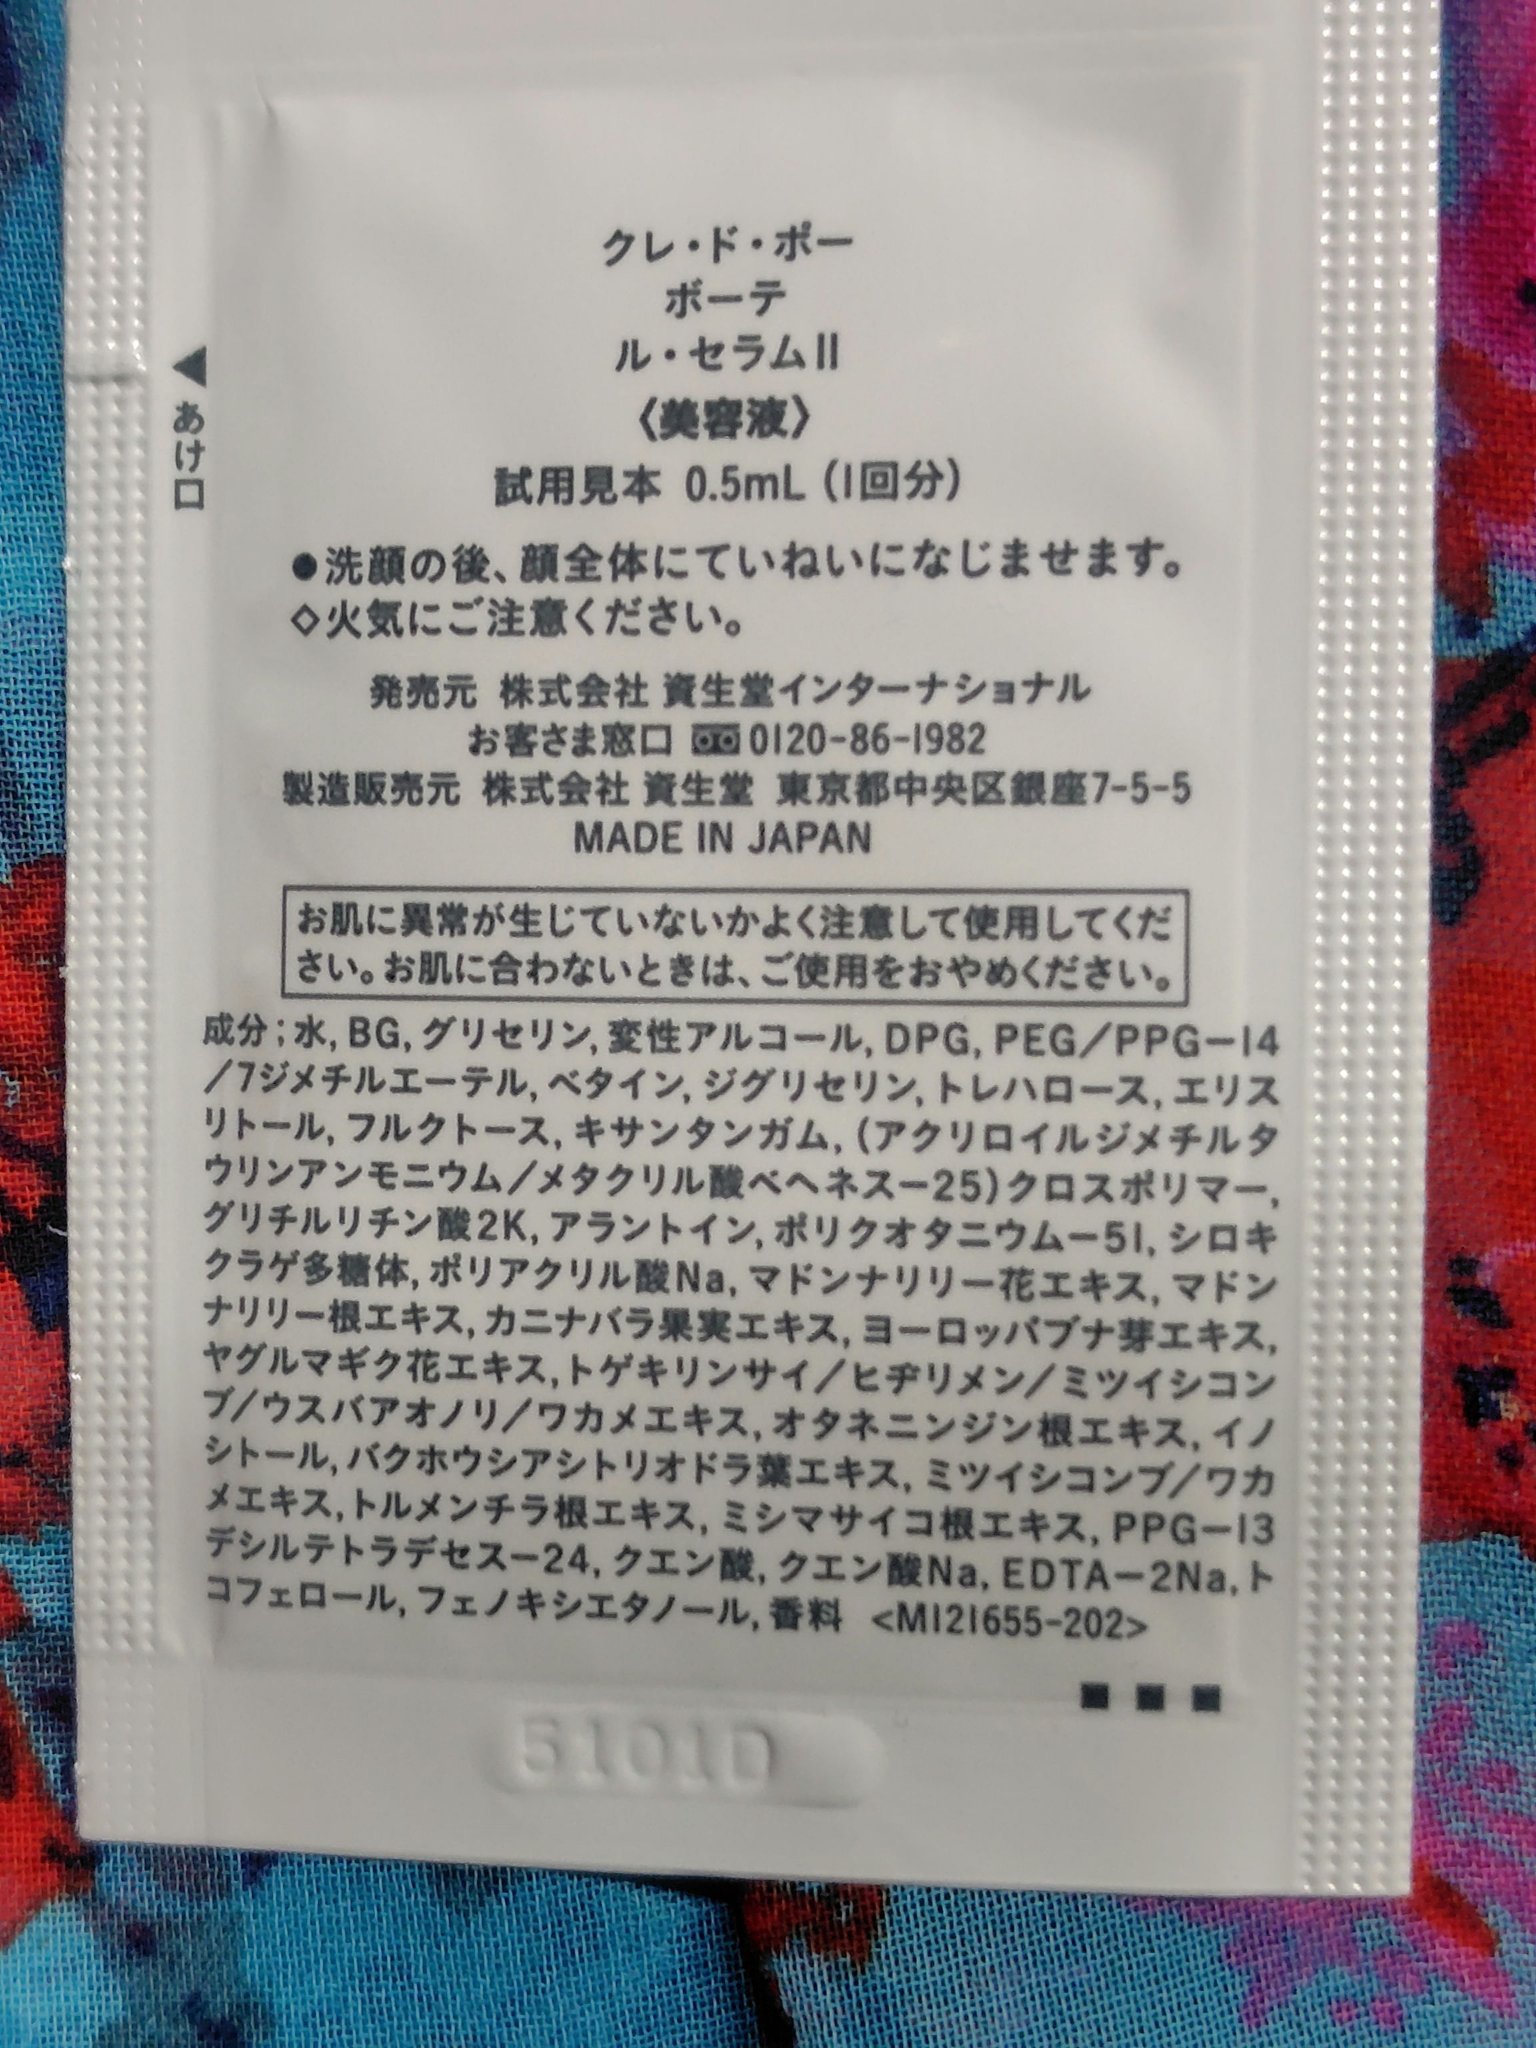 クレ・ド・ポー
ボーテ
ル・セラムⅡ
〈美容液〉
試用見本 0.5mL (1回分)
◀あけ口
●洗顔の後、顔全体にていねいになじませます。
◇火気にご注意ください。
発売元 株式会社 資生堂インターナショナル
お客さま窓口 0120-86-1982
製造販売元 株式会社 資生堂 東京都中央区銀座7-5-5
MADE IN JAPAN
お肌に異常が生じていないかよく注意して使用してくだ
さい。お肌に合わないときは、ご使用をおやめください。
成分；水, BG, グリセリン, 変性アルコール, DPG, PEG/PPG-14
/7ジメチルエーテル, ベタイン, ジグリセリン, トレハロース, エリス
リトール, フルクトース, キサンタンガム, (アクリロイルジメチルタ
ウリンアンモニウム/メタクリル酸ベヘネス-25)クロスポリマー,
グリチルリチン酸2K, アラントイン, ポリクオタニウム-51, シロキ
クラゲ多糖体, ポリアクリル酸Na, マドンナリリー花エキス, マドン
ナリリー根エキス, カニナバラ果実エキス, ヨーロッパブナ芽エキス,
ヤグルマギク花エキス, トゲキリンサイ/ヒヂリメン/ミツイシコン
ブ/ウスバアオノリ/ワカメエキス, オタネニンジン根エキス, イノ
シトール, バクホウシアシトリオドラ葉エキス, ミツイシコンブ/ワカ
メエキス, トルメンチラ根エキス, ミシマサイコ根エキス, PPG-13
デシルテトラデセス-24, クエン酸, クエン酸Na, EDTA-2Na, ト
コフェロール, フェノキシエタノール, 香料 <M121655-202>
5101D